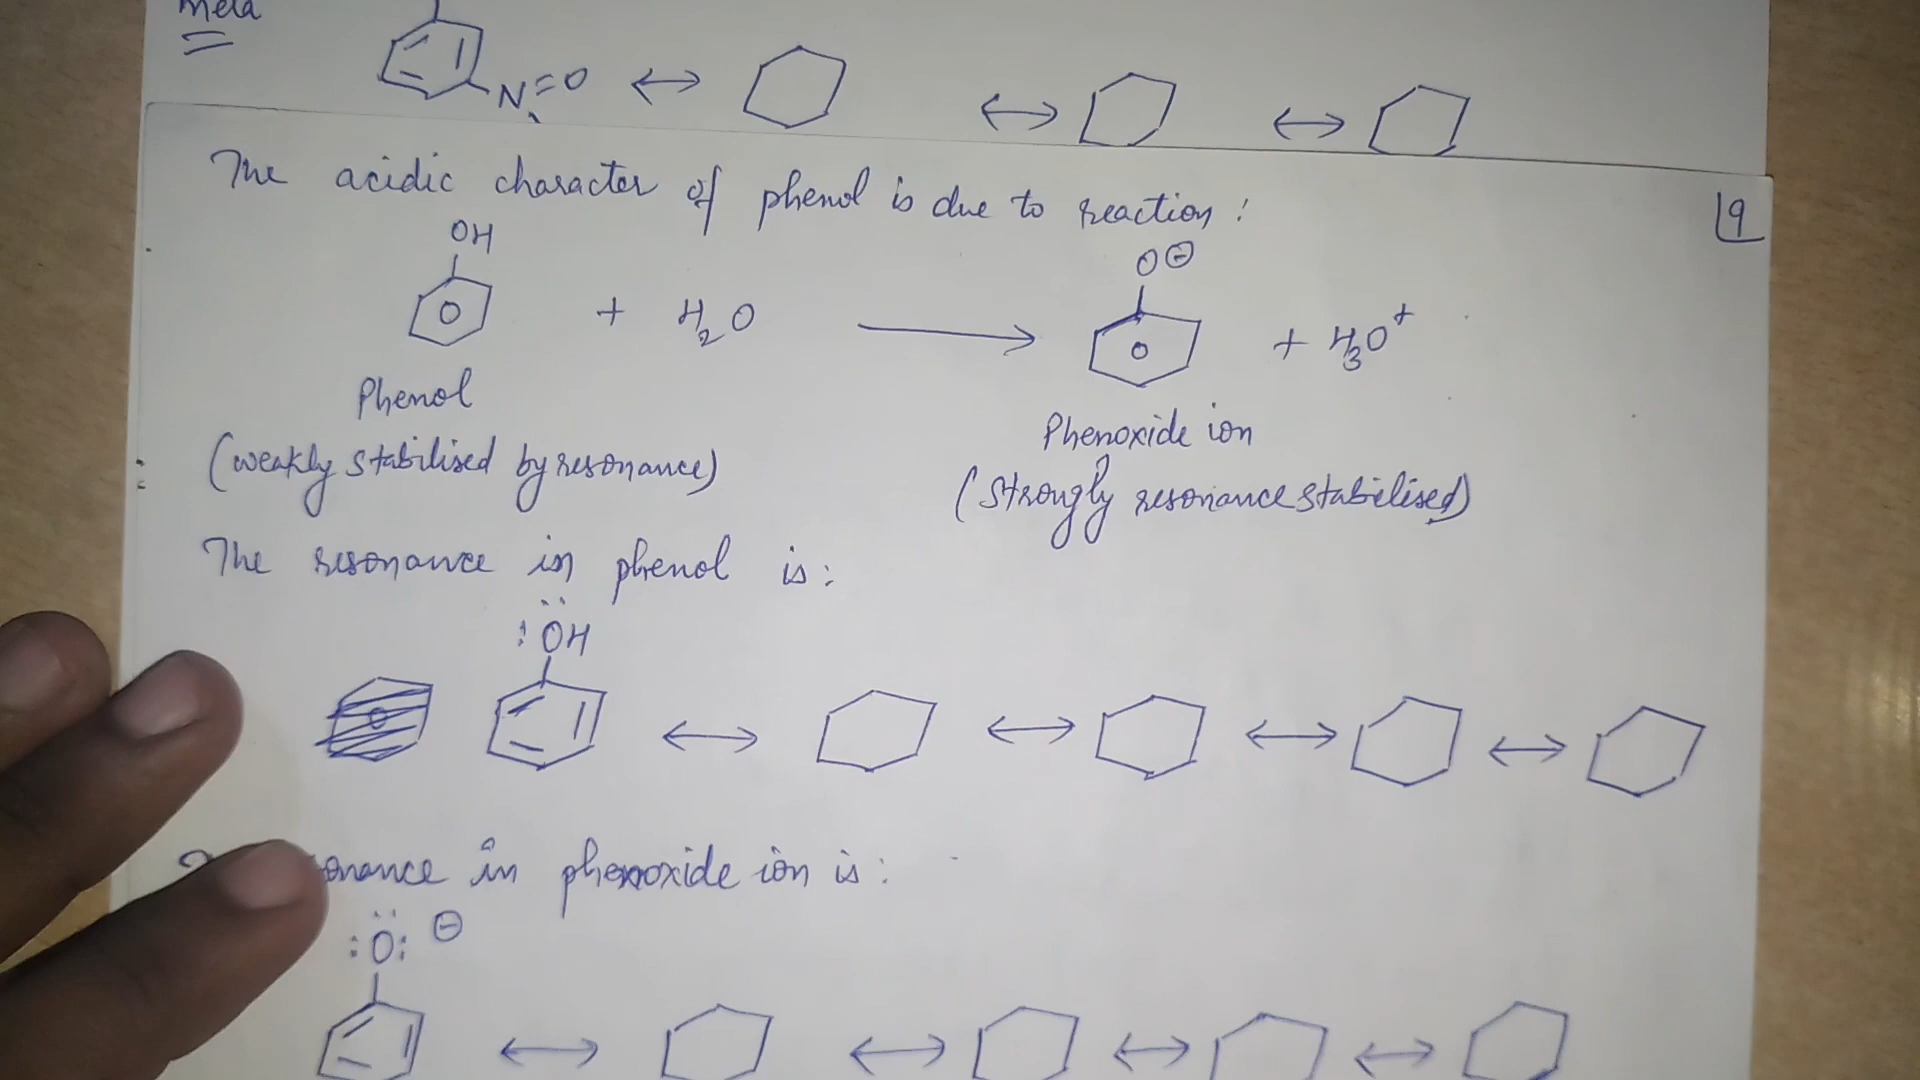 Meta
N=O
The acidic character of phenol is due to reaction:
19
OH
+ H2O
O⊖
+ H3O+
Phenol
Phenoxide ion
(weakly stabilised by resonance)
(strongly resonance stabilised)
The resonance in phenol is:
:ÖH
onance in phenoxide ion is:
:Ö: ⊖